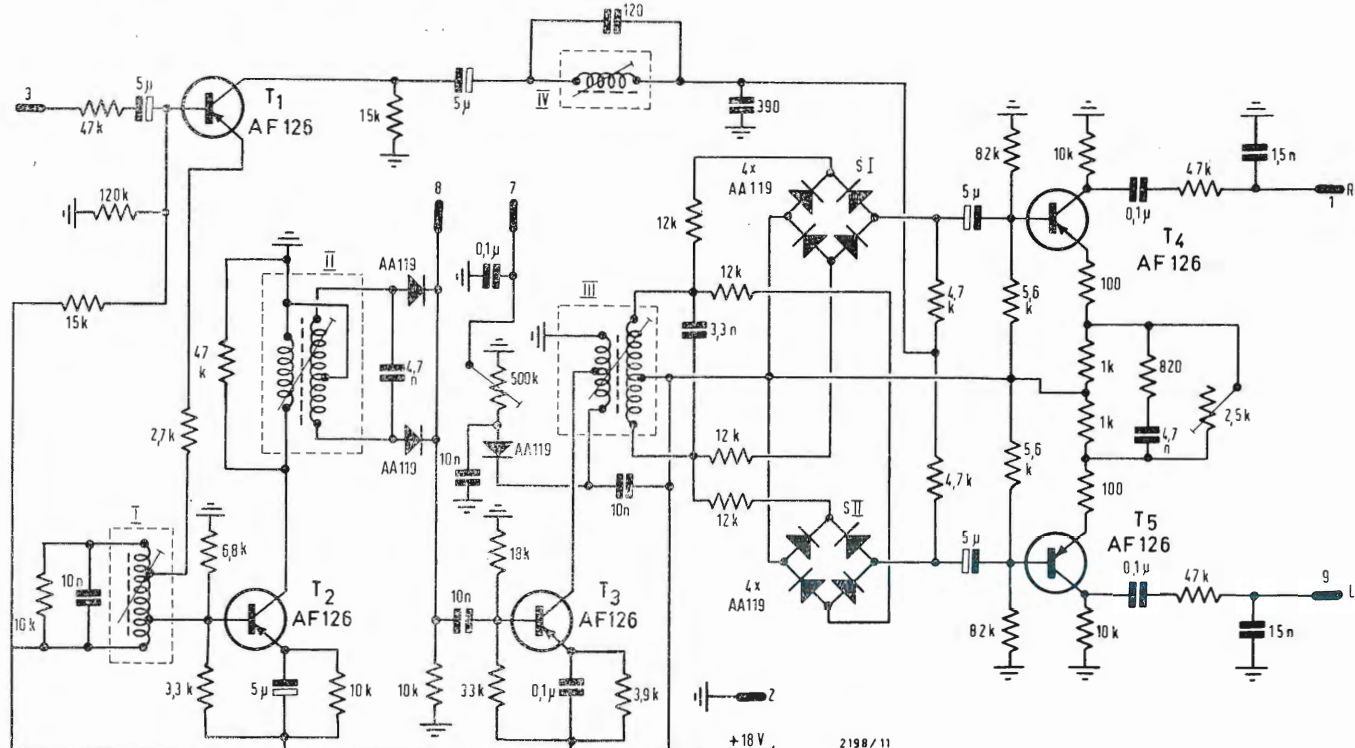 120
3
5µ
47k
T1
AF126
15k
5µ
IV
390
120k
15k
8
7
0,1µ
4x
AA119
S I
12k
82k
10k
5µ
47k
1,5n
R
1
0,1µ
T4
AF 126
II
AA119
47
k
4,7
n
AA119
2,7k
500k
10n
AA119
III
3,3n
12k
4,7
k
5,6
k
100
1k
820
1k
4,7
n
2,5k
12k
12k
10n
4,7k
5,6
k
100
S II
4x
AA119
5µ
T5
AF126
0,1µ
47k
9
L
82k
10k
15n
I
10k
10n
6,8k
T2
AF126
3,3k
5µ
10k
10n
18k
T3
AF126
10k
33k
0,1µ
3,9k
2
+18V
2198/11